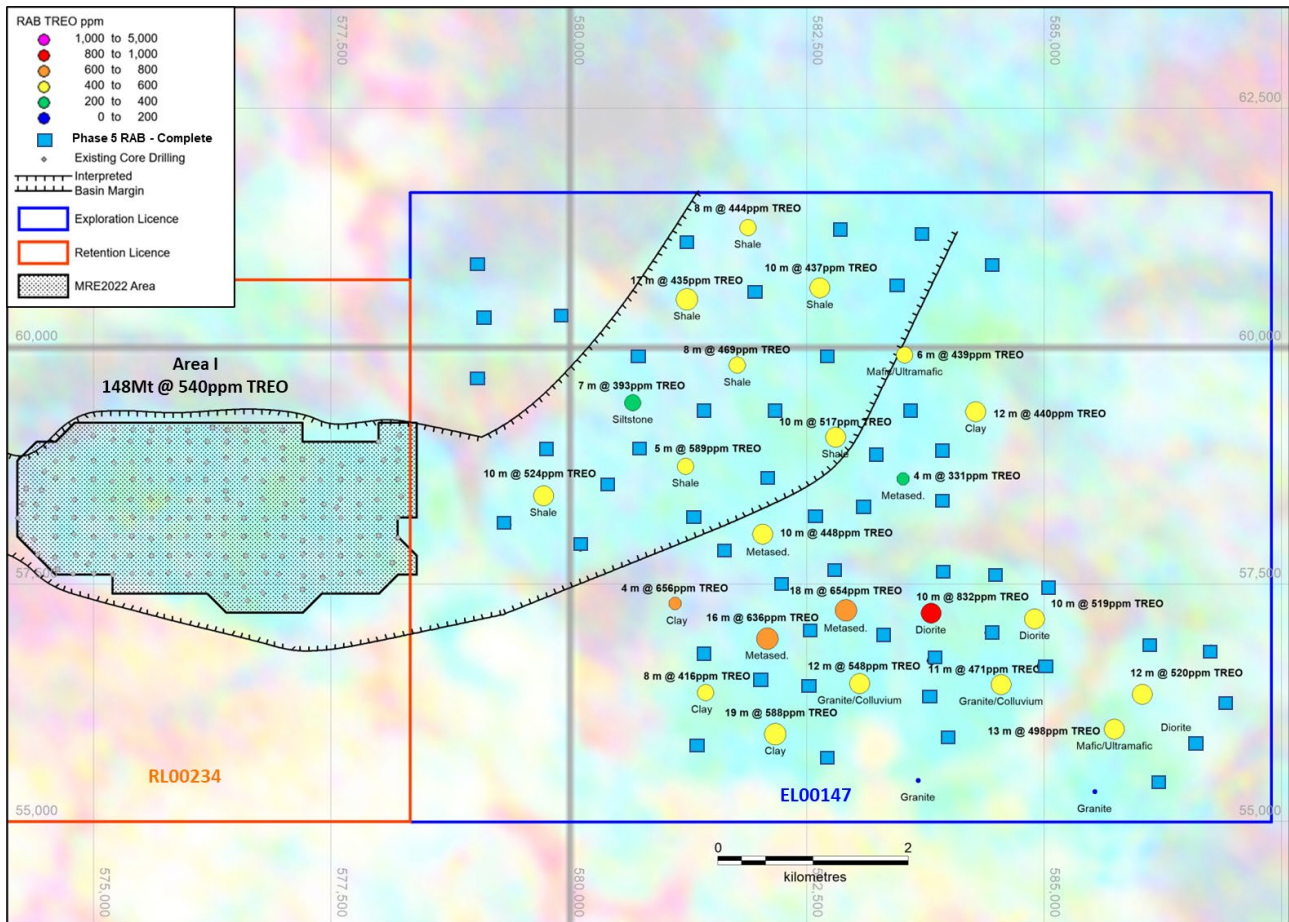 RAB TREO ppm
1,000 to 5,000
800 to 1,000
600 to 800
400 to 600
200 to 400
0 to 200
Phase 5 RAB - Complete
Existing Core Drilling
Interpreted
Basin Margin
Exploration Licence
Retention Licence
MRE2022 Area
577,500
580,000
582,500
585,000
62,500
8 m @ 444ppm TREO
Shale
17 m @ 435ppm TREO
Shale
10 m @ 437ppm TREO
Shale
60,000
60,000
Area I
148Mt @ 540ppm TREO
8 m @ 469ppm TREO
Shale
6 m @ 439ppm TREO
Mafic/Ultramafic
7 m @ 393ppm TREO
Siltstone
12 m @ 440ppm TREO
Clay
10 m @ 517ppm TREO
Shale
5 m @ 589ppm TREO
Shale
10 m @ 524ppm TREO
Shale
4 m @ 331ppm TREO
Metased.
10 m @ 448ppm TREO
Metased.
57,500
57,500
4 m @ 656ppm TREO
Clay
18 m @ 654ppm TREO
Metased.
10 m @ 832ppm TREO
Diorite
10 m @ 519ppm TREO
Diorite
16 m @ 636ppm TREO
Metased.
12 m @ 548ppm TREO
Granite/Colluvium
11 m @ 471ppm TREO
Granite/Colluvium
12 m @ 520ppm TREO
Diorite
8 m @ 416ppm TREO
Clay
19 m @ 588ppm TREO
Clay
13 m @ 498ppm TREO
Mafic/Ultramafic
RL00234
EL00147
Granite
Granite
55,000
55,000
0 2
kilometres
575,000
577,500
580,000
582,500
585,000